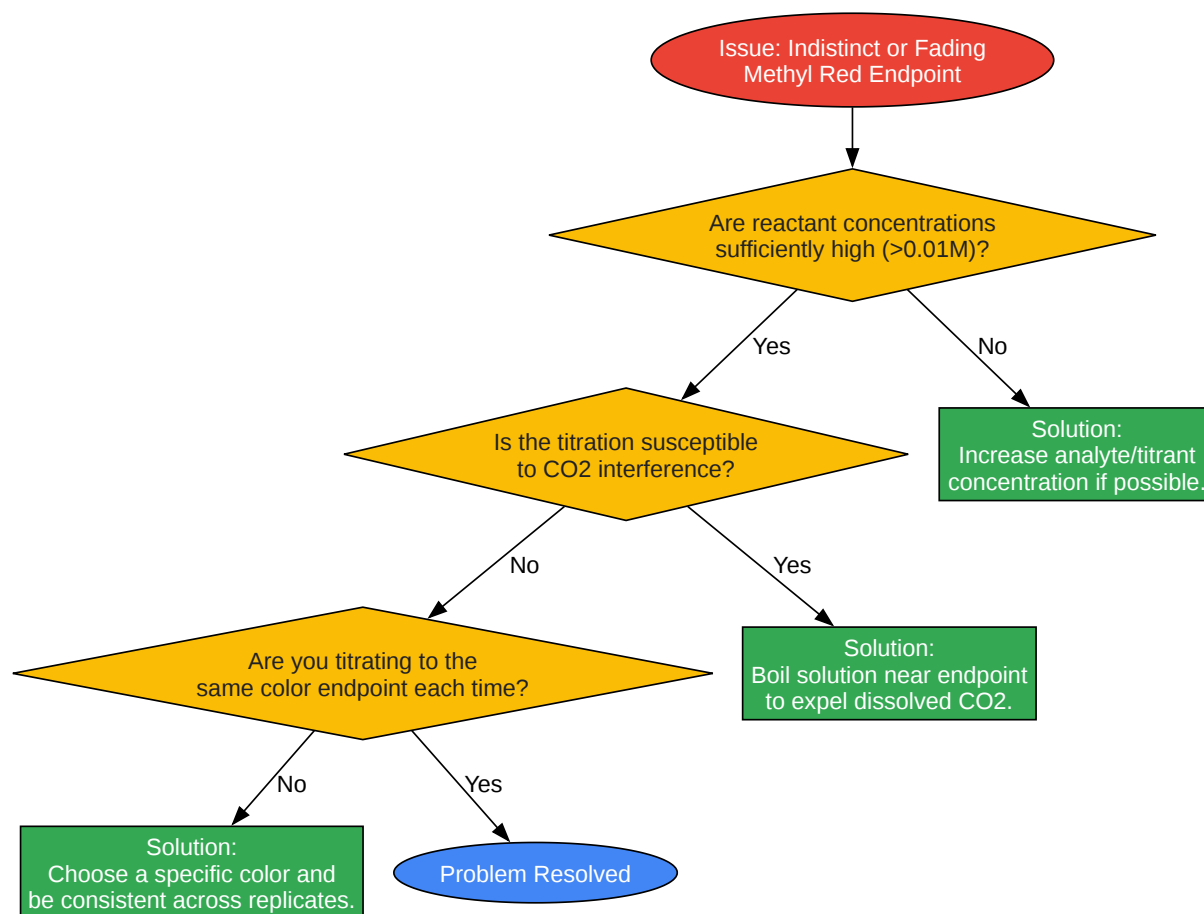 Issue: Indistinct or Fading
Methyl Red Endpoint
Are reactant concentrations
sufficiently high (>0.01M)?
Yes
No
Is the titration susceptible
to CO2 interference?
Solution:
Increase analyte/titrant
concentration if possible.
No
Yes
Are you titrating to the
same color endpoint each time?
Solution:
Boil solution near endpoint
to expel dissolved CO2.
No
Yes
Solution:
Choose a specific color and
be consistent across replicates.
Problem Resolved